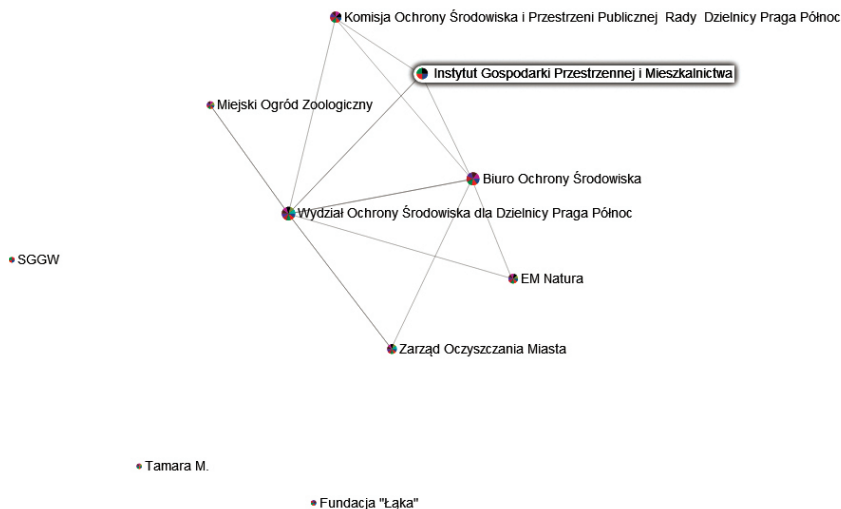 Komisja Ochrony Środowiska i Przestrzeni Publicznej Rady Dzielnicy Praga Północ
Instytut Gospodarki Przestrzennej i Mieszkalnictwa
Miejski Ogród Zoologiczny
Biuro Ochrony Środowiska
Wydział Ochrony Środowiska dla Dzielnicy Praga Północ
SGGW
EM Natura
Zarząd Oczyszczania Miasta
Tamara M.
Fundacja "Łąka"